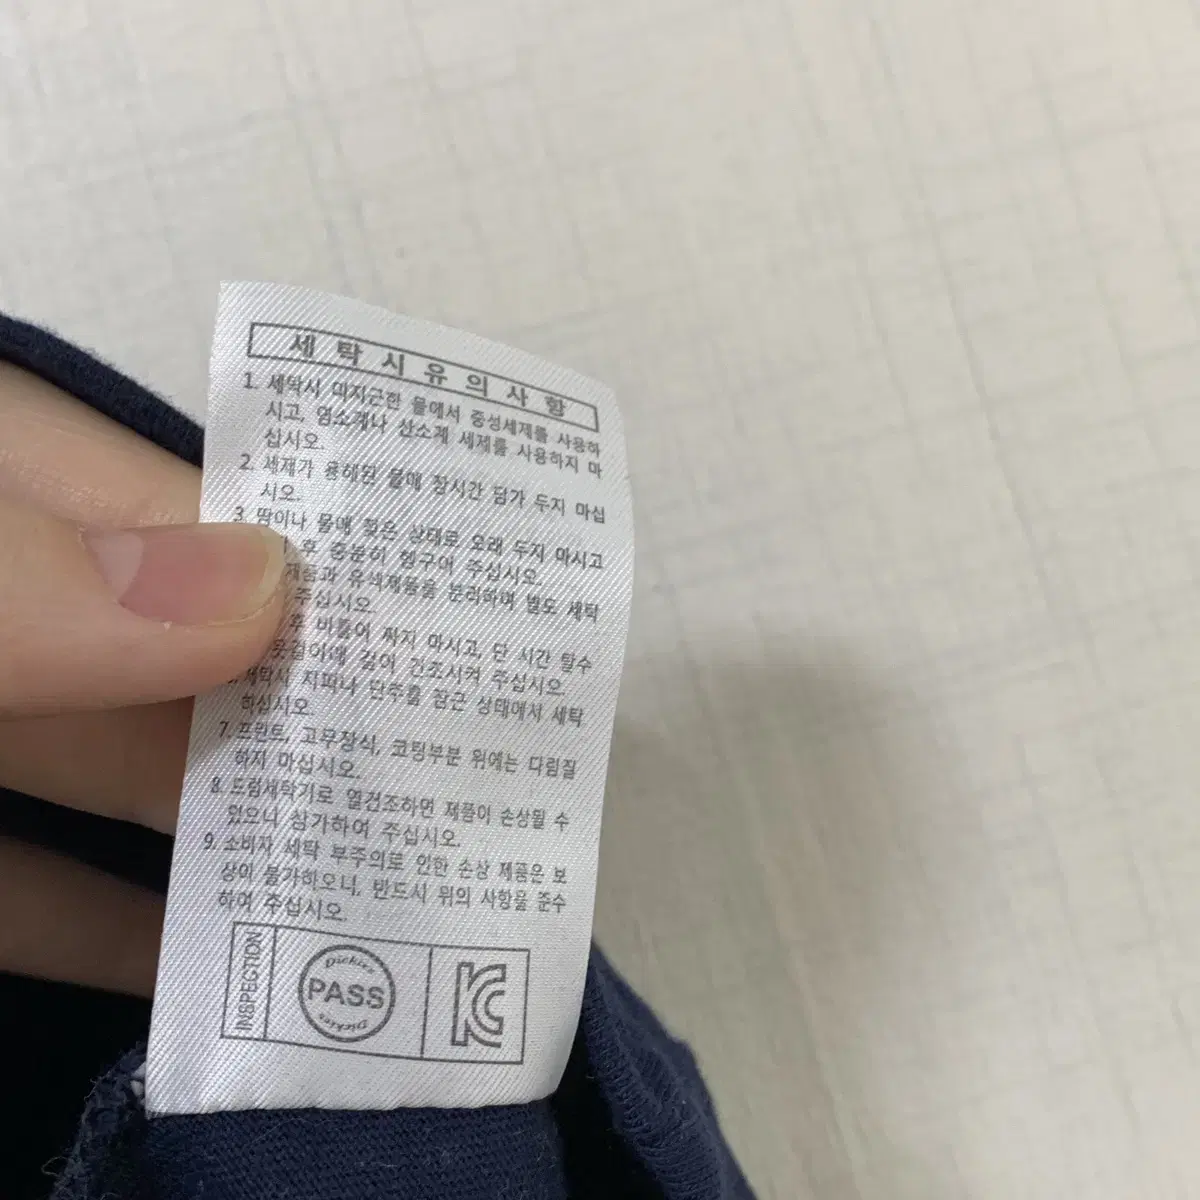 세탁시유의사항
1. 세탁시 미지근한 물에서 중성세제를 사용하
시고, 염소계나 산소계 세제를 사용하지 마
십시오.
2. 세제가 용해된 물에 장시간 담가 두지 마십
시오.
3. 땀이나 물에 젖은 상태로 오래 두지 마시고
후 충분히 헹구어 주십시오.
유색제품을 분리하며 별도 세탁
주십시오.
후 비틀어 짜지 마시고, 단 시간 탈수
옷걸이에 걸어 건조시켜 주십시오.
세탁시 지퍼나 단추를 잠근 상태에서 세탁
하십시오
7. 프린트, 고무장식, 코팅부분 위에는 다림질
하지 마십시오.
8. 드럼세탁기로 열건조하면 제품이 손상될 수
있으니 삼가하여 주십시오.
9. 소비자 세탁 부주의로 인한 손상 제품은 보
상이 불가하오니, 반드시 위의 사항을 준수
하여 주십시오.
INSPECTION
Dickies
PASS
Dickies
KC